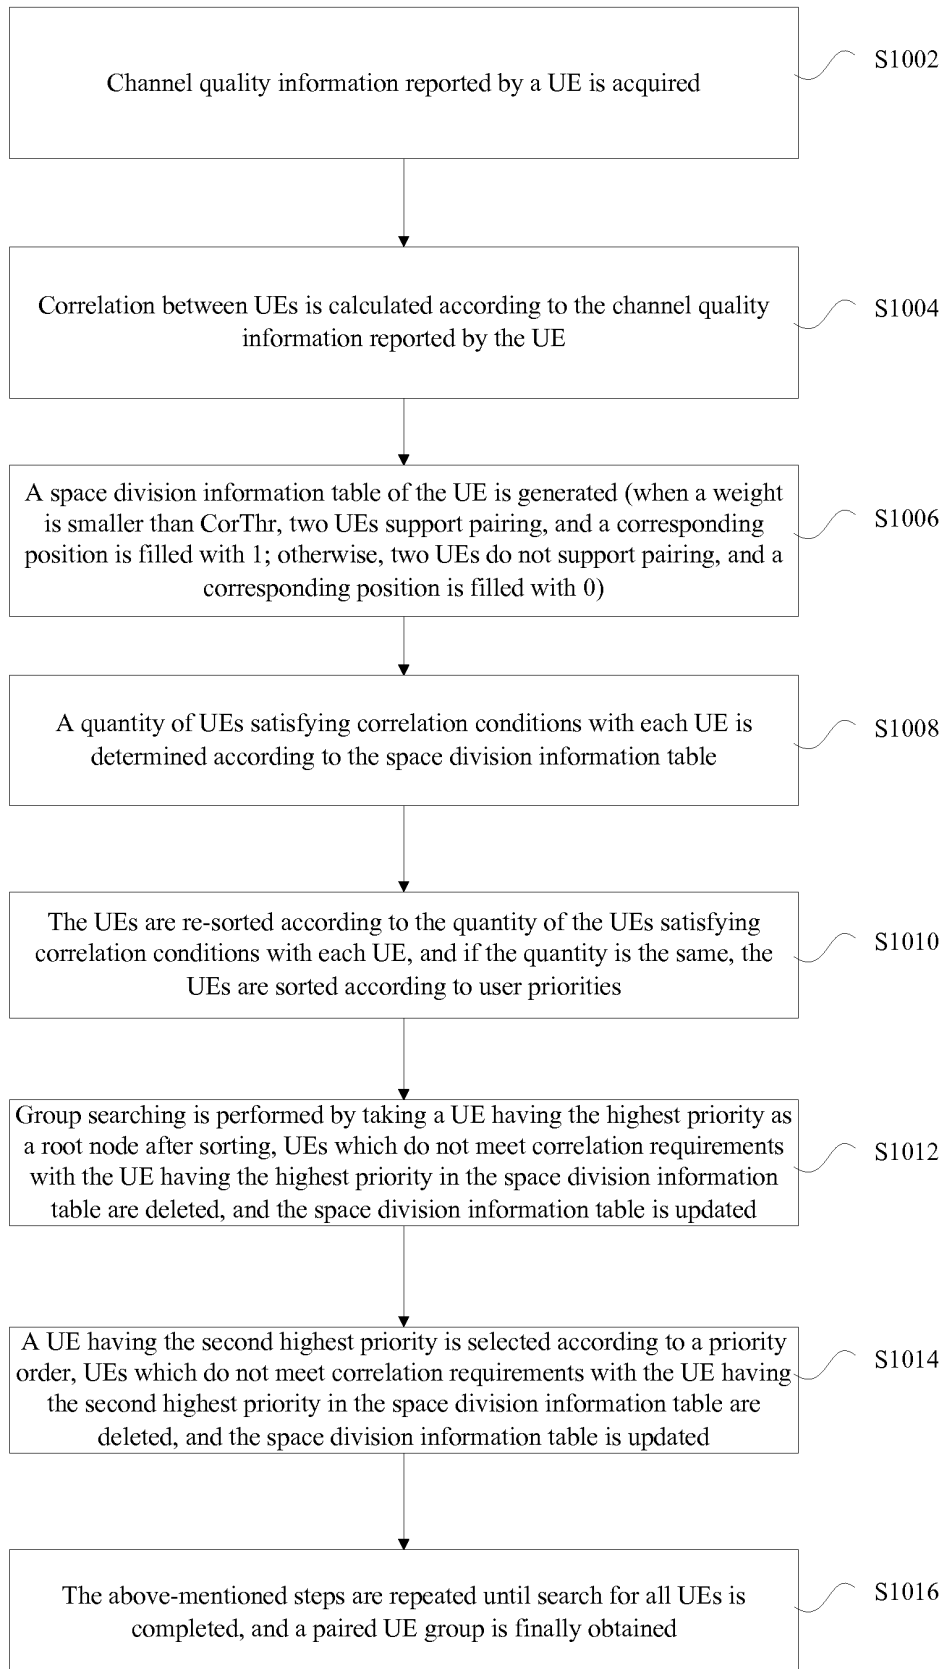 Channel quality information reported by a UE is acquired
S1002
Correlation between UEs is calculated according to the channel quality
information reported by the UE
S1004
A space division information table of the UE is generated (when a weight
is smaller than CorThr, two UEs support pairing, and a corresponding
position is filled with 1; otherwise, two UEs do not support pairing, and a
corresponding position is filled with 0)
S1006
A quantity of UEs satisfying correlation conditions with each UE is
determined according to the space division information table
S1008
The UEs are re-sorted according to the quantity of the UEs satisfying
correlation conditions with each UE, and if the quantity is the same, the
UEs are sorted according to user priorities
S1010
Group searching is performed by taking a UE having the highest priority as
a root node after sorting, UEs which do not meet correlation requirements
with the UE having the highest priority in the space division information
table are deleted, and the space division information table is updated
S1012
A UE having the second highest priority is selected according to a priority
order, UEs which do not meet correlation requirements with the UE having
the second highest priority in the space division information table are
deleted, and the space division information table is updated
S1014
The above-mentioned steps are repeated until search for all UEs is
completed, and a paired UE group is finally obtained
S1016